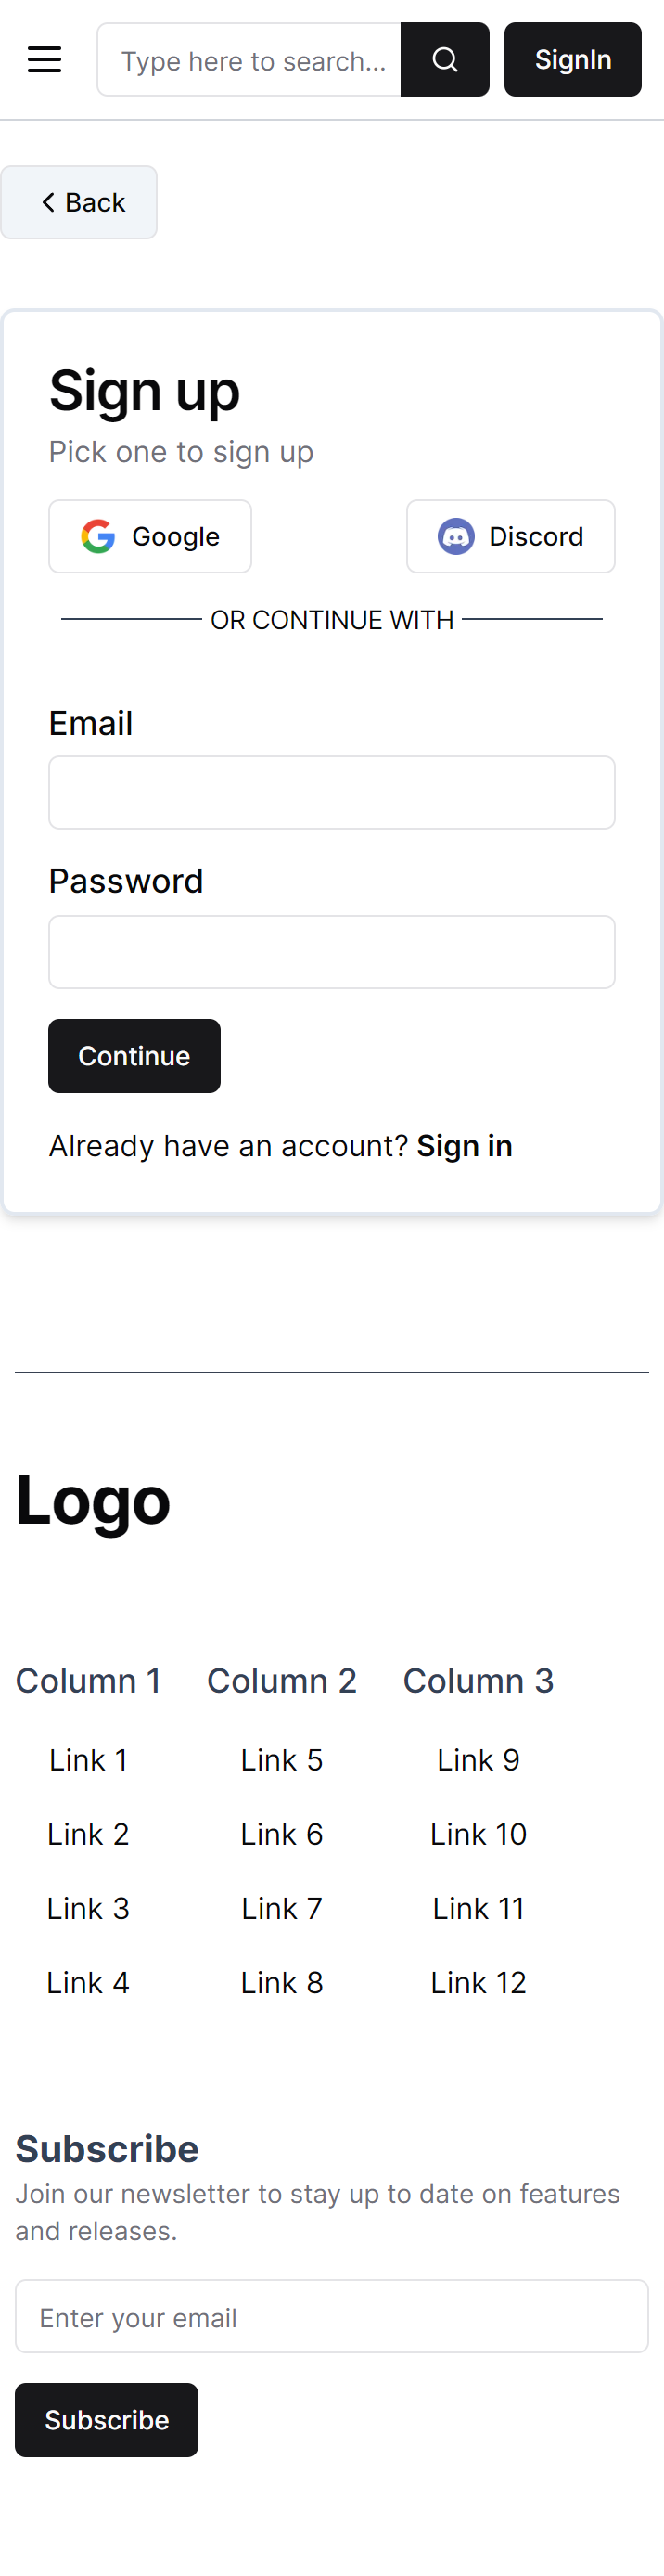 Type here to search...
SignIn
Back
Sign up
Pick one to sign up
Google
Discord
OR CONTINUE WITH
Email
Password
Continue
Already have an account? Sign in
Logo
Column 1 Column 2 Column 3
Link 1 Link 5 Link 9
Link 2 Link 6 Link 10
Link 3 Link 7 Link 11
Link 4 Link 8 Link 12
Subscribe
Join our newsletter to stay up to date on features
and releases.
Enter your email
Subscribe